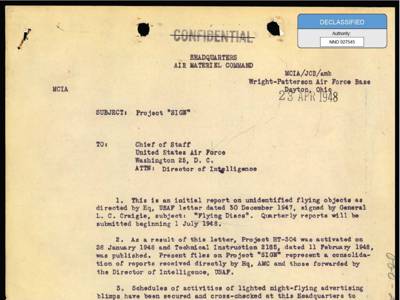 DECLASSIFIED
Authority
NND 927545
CONFIDENTIAL
HEADQUARTERS
AIR MATERIEL COMMAND
MCIA/JCB/amb
Wright-Patterson Air Force Base
Dayton, Ohio
23 APR 1948
MCIA
SUBJECT: Project "SIGN"
TO: Chief of Staff
United States Air Force
Washington 25, D. C.
ATTN: Director of Intelligence
1. This is an initial report on unidentified flying objects as
directed by Hq, USAF letter dated 30 December 1947, signed by General
L. C. Craigie, subject: "Flying Discs". Quarterly reports will be
submitted beginning 1 July 1948.
2. As a result of this letter, Project HT-304 was activated on
26 January 1948 and Technical Instruction 2185, dated 11 February 1948,
was published. Present files on Project "SIGN" represent a consolida-
tion of reports received directly by Hq, AMC and those forwarded
by the Director of Intelligence, USAF.
3. Schedules of activities of lighted night-flying advertising
blimps have been secured and cross-checked at this Headquarters to